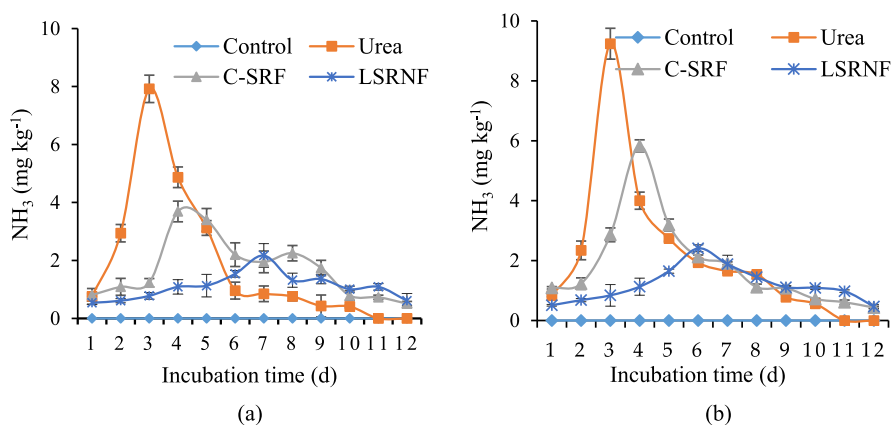 10
8
6
4
2
0
NH3 (mg kg-1)
Control
Urea
C-SRF
LSRNF
1 2 3 4 5 6 7 8 9 10 11 12
Incubation time (d)
(a)
10
8
6
4
2
0
NH3 (mg kg-1)
Control
Urea
C-SRF
LSRNF
1 2 3 4 5 6 7 8 9 10 11 12
Incubation time (d)
(b)